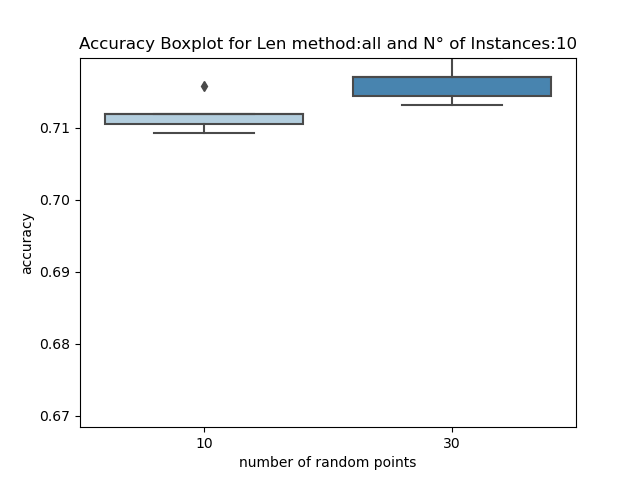 Accuracy Boxplot for Len method:all and N° of Instances:10
accuracy
0.71
0.70
0.69
0.68
0.67
10 30
number of random points